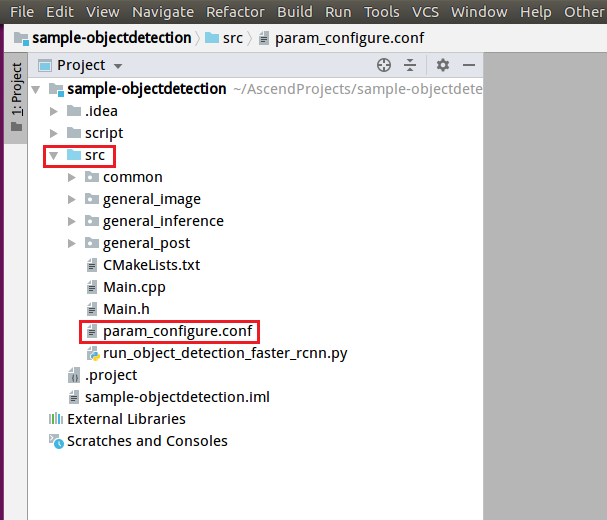 File Edit View Navigate Refactor Build Run Tools VCS Ascend Window Help Other
sample-objectdetection src param_configure.conf
1: Project
Project
sample-objectdetection ~/AscendProjects/sample-objectdete
.idea
script
src
common
general_image
general_inference
general_post
CMakeLists.txt
Main.cpp
Main.h
param_configure.conf
run_object_detection_faster_rcnn.py
.project
sample-objectdetection.iml
External Libraries
Scratches and Consoles